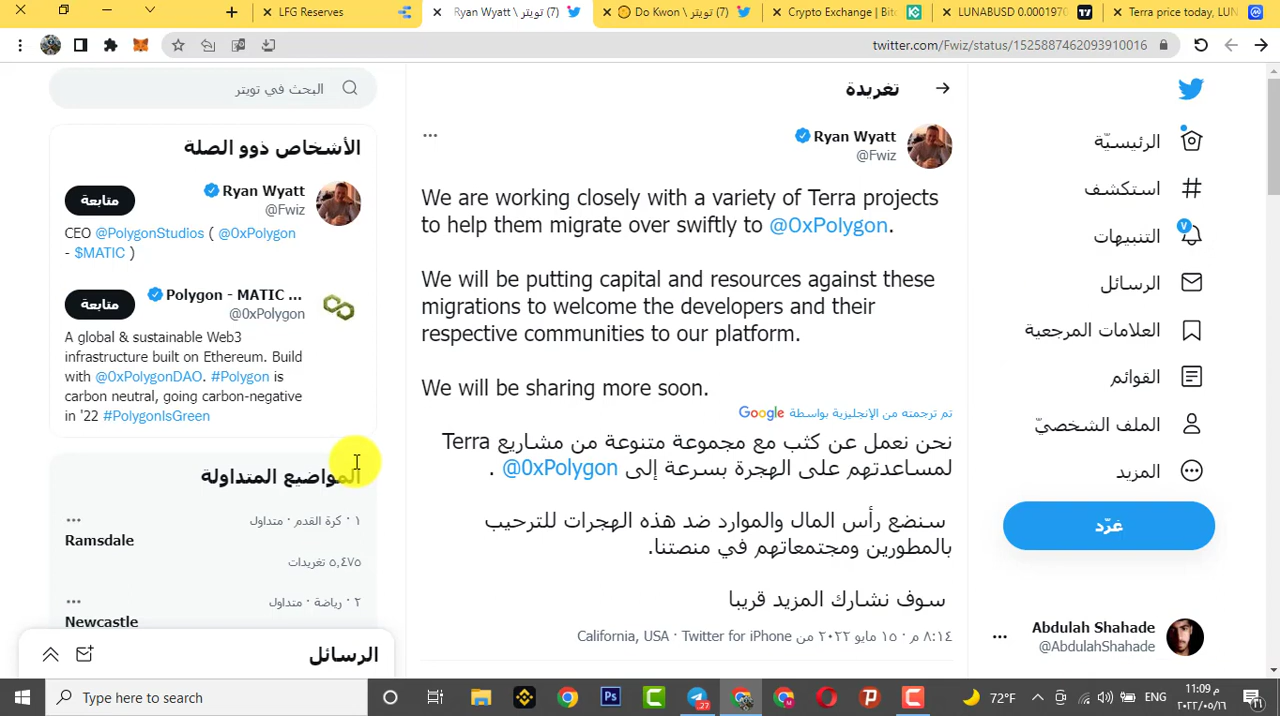 LFG Reserves
Ryan Wyatt \ تويتر (7)
Do Kwon \ تويتر (7)
Crypto Exchange | Bitc
LUNABUSD 0.0001970
Terra price today, LUN
twitter.com/Fwiz/status/1525887462093910016
البحث في تويتر
الأشخاص ذوو الصلة
Ryan Wyatt
@Fwiz
متابعة
CEO @PolygonStudios ( @0xPolygon
- $MATIC )
Polygon - MATIC ...
@0xPolygon
متابعة
A global & sustainable Web3
infrastructure built on Ethereum. Build
with @0xPolygonDAO. #Polygon is
carbon neutral, going carbon-negative
in '22 #PolygonIsGreen
المواضيع المتداولة
١ · كرة القدم · متداول
Ramsdale
٥,٤٧٥ تغريدات
٢ · رياضة · متداول
Newcastle
الرسائل
تغريدة
Ryan Wyatt
@Fwiz
We are working closely with a variety of Terra projects
to help them migrate over swiftly to @0xPolygon.
We will be putting capital and resources against these
migrations to welcome the developers and their
respective communities to our platform.
We will be sharing more soon.
تم ترجمته من الإنجليزية بواسطة Google
نحن نعمل عن كثب مع مجموعة متنوعة من مشاريع Terra
لمساعدتهم على الهجرة بسرعة إلى @0xPolygon .
سنضع رأس المال والموارد ضد هذه الهجرات للترحيب
بالمطورين ومجتمعاتهم في منصتنا.
سوف نشارك المزيد قريبا
٨:١٤ م · ١٥ مايو ٢٠٢٢ من California, USA · Twitter for iPhone
الرئيسيّة
استكشف
التنبيهات
٧
الرسائل
العلامات المرجعية
القوائم
الملف الشخصيّ
المزيد
غرّد
Abdulah Shahade
@AbdulahShahade
Type here to search
Ps
27
72°F
ENG
11:09 م
٢٠٢٢/٠٥/١٦